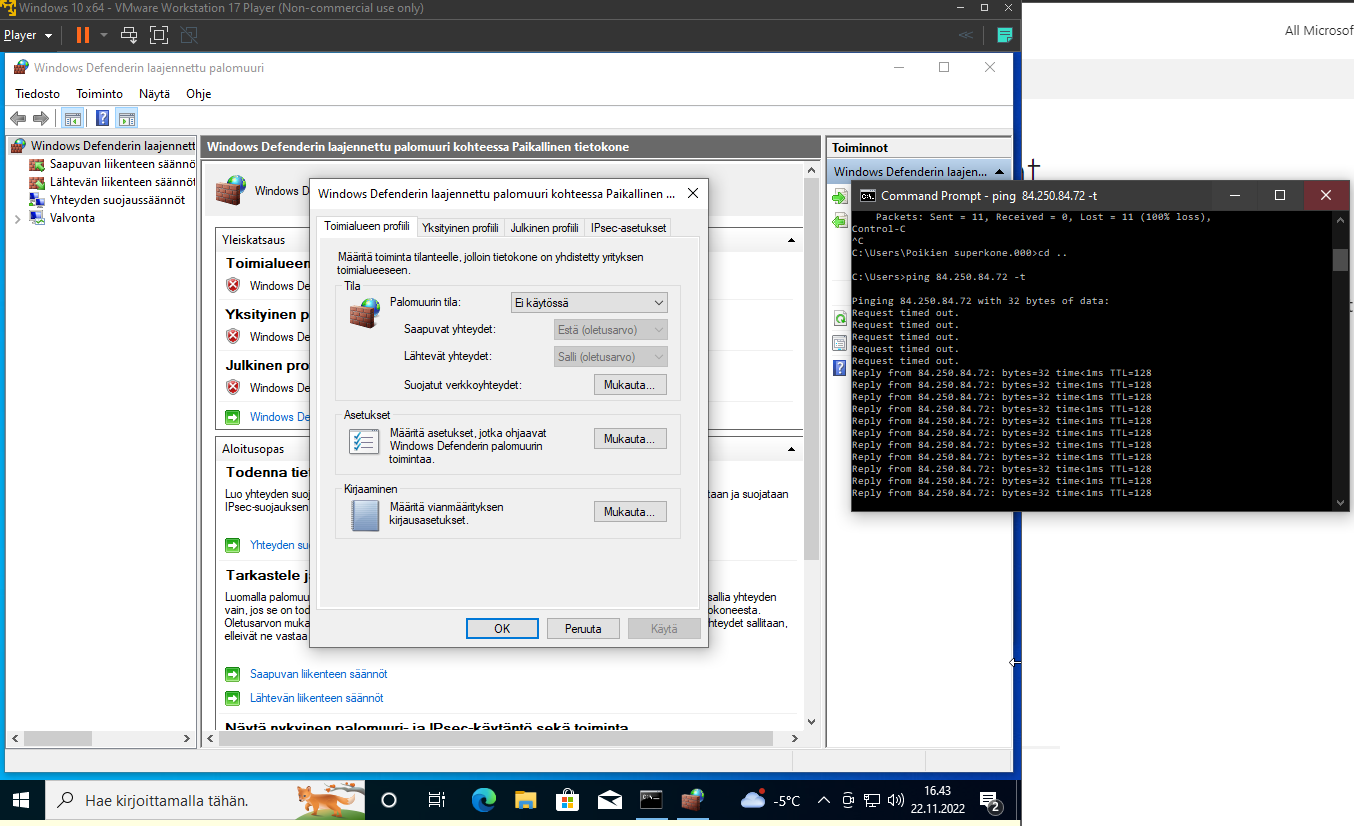 Windows 10 x64 - VMware Workstation 17 Player (Non-commercial use only)
Player
All Microsof
Windows Defenderin laajennettu palomuuri
Tiedosto Toiminto Näytä Ohje
Windows Defenderin laajennett
Saapuvan liikenteen säännö
Lähtevän liikenteen säännöt
Yhteyden suojaussäännöt
Valvonta
Windows Defenderin laajennettu palomuuri kohteessa Paikallinen tietokone
Windows D
Yleiskatsaus
Toimialueen
Windows De
Yksityinen p
Windows De
Julkinen pro
Windows De
Windows De
Aloitusopas
Todenna tie
Luo yhteyden suoj
taan ja suojataan
IPsec-suojauksen
Yhteyden su
Tarkastele j
Luomalla palomuu
sallia yhteyden
vain, jos se on tod
okoneesta.
Oletusarvon muka
hteydet sallitaan,
elleivät ne vastaa
Saapuvan liikenteen säännöt
Lähtevän liikenteen säännöt
Näytä nykyinen palomuuri- ja IPsec-käytäntö sekä toiminta
Toiminnot
Windows Defenderin laajen...
Windows Defenderin laajennettu palomuuri kohteessa Paikallinen ...
Toimialueen profiili Yksityinen profiili Julkinen profiili IPsec-asetukset
Määritä toiminta tilanteelle, jolloin tietokone on yhdistetty yrityksen
toimialueeseen.
Tila
Palomuurin tila: Ei käytössä
Saapuvat yhteydet: Estä (oletusarvo)
Lähtevät yhteydet: Salli (oletusarvo)
Suojatut verkkoyhteydet: Mukauta...
Asetukset
Määritä asetukset, jotka ohjaavat
Windows Defenderin palomuurin
toimintaa.
Mukauta...
Kirjaaminen
Määritä vianmäärityksen
kirjausasetukset.
Mukauta...
OK Peruuta Käytä
Command Prompt - ping 84.250.84.72 -t
Packets: Sent = 11, Received = 0, Lost = 11 (100% loss),
Control-C
^C
C:\Users\Poikien superkone.000>cd ..
C:\Users>ping 84.250.84.72 -t
Pinging 84.250.84.72 with 32 bytes of data:
Request timed out.
Request timed out.
Request timed out.
Request timed out.
Request timed out.
Reply from 84.250.84.72: bytes=32 time<1ms TTL=128
Reply from 84.250.84.72: bytes=32 time<1ms TTL=128
Reply from 84.250.84.72: bytes=32 time<1ms TTL=128
Reply from 84.250.84.72: bytes=32 time<1ms TTL=128
Reply from 84.250.84.72: bytes=32 time<1ms TTL=128
Reply from 84.250.84.72: bytes=32 time<1ms TTL=128
Reply from 84.250.84.72: bytes=32 time<1ms TTL=128
Reply from 84.250.84.72: bytes=32 time<1ms TTL=128
Reply from 84.250.84.72: bytes=32 time<1ms TTL=128
Reply from 84.250.84.72: bytes=32 time<1ms TTL=128
Reply from 84.250.84.72: bytes=32 time<1ms TTL=128
Hae kirjoittamalla tähän.
-5°C
16.43
22.11.2022
2